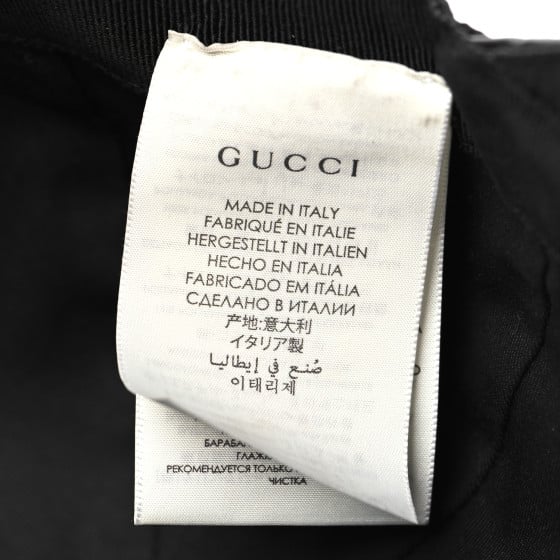 GUCCI
MADE IN ITALY
FABRIQUÉ EN ITALIE
HERGESTELLT IN ITALIEN
HECHO EN ITALIA
FABRICADO EM ITÁLIA
СДЕЛАНО В ИТАЛИИ
产地:意大利
イタリア製
صُنع في إيطاليا
이태리제
ГЛАЖ
РЕКОМЕНДУЕТСЯ ТОЛЬКО
ЧИСТКА